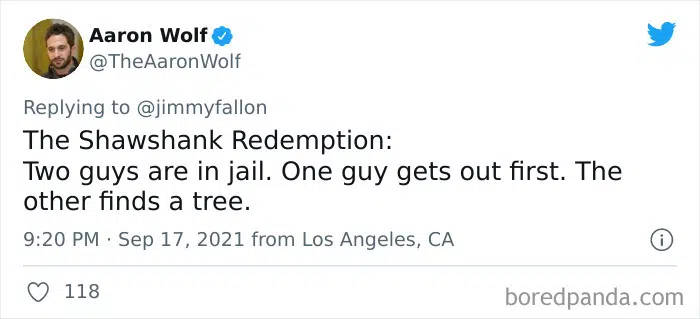 Aaron Wolf
@TheAaronWolf
Replying to @jimmyfallon
The Shawshank Redemption:
Two guys are in jail. One guy gets out first. The
other finds a tree.
9:20 PM · Sep 17, 2021 from Los Angeles, CA
118
boredpanda.com